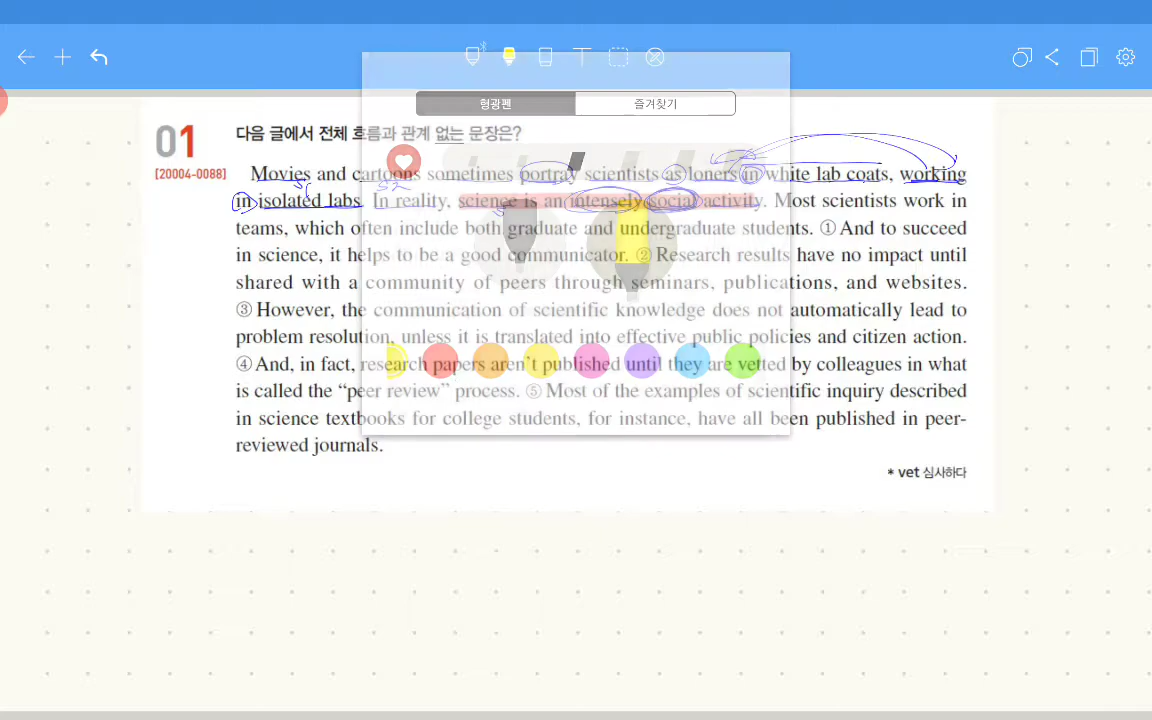 형광펜
즐겨찾기
01
다음 글에서 전체 흐름과 관계 없는 문장은?
[20004-0088]
Movies and cartoons sometimes portray scientists as loners in white lab coats, working
in isolated labs. In reality, science is an intensely social activity. Most scientists work in
teams, which often include both graduate and undergraduate students. ① And to succeed
in science, it helps to be a good communicator. ② Research results have no impact until
shared with a community of peers through seminars, publications, and websites.
③ However, the communication of scientific knowledge does not automatically lead to
problem resolution, unless it is translated into effective public policies and citizen action.
④ And, in fact, research papers aren’t published until they are vetted by colleagues in what
is called the “peer review” process. ⑤ Most of the examples of scientific inquiry described
in science textbooks for college students, for instance, have all been published in peer-
reviewed journals.
* vet 심사하다